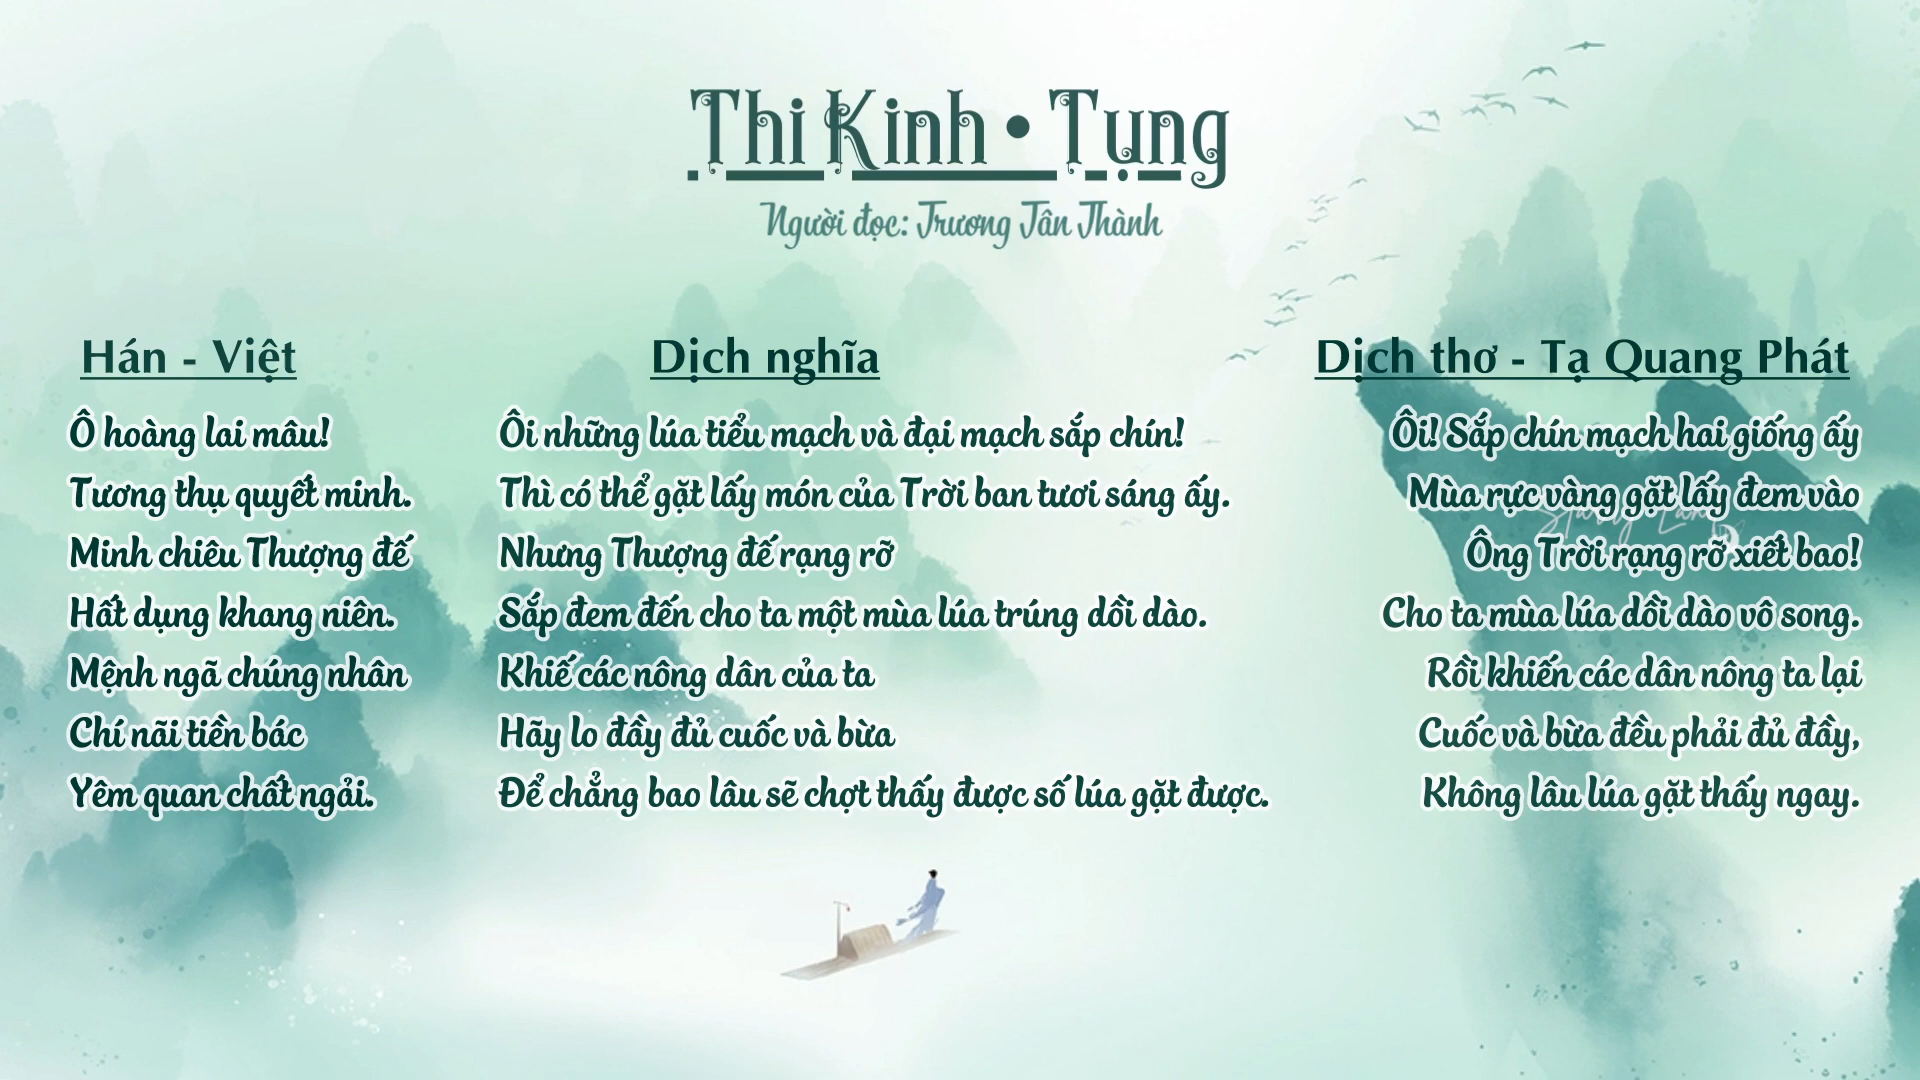 Thi Kinh • Tụng
Người đọc: Trương Tân Thành
Hán - Việt
Ô hoàng lai mâu!
Tương thụ quyết minh.
Minh chiêu Thượng đế
Hất dụng khang niên.
Mệnh ngã chúng nhân
Chí nãi tiền bác
Yêm quan chất ngải.
Dịch nghĩa
Ôi những lúa tiểu mạch và đại mạch sắp chín!
Thì có thể gặt lấy món của Trời ban tươi sáng ấy.
Nhưng Thượng đế rạng rỡ
Sắp đem đến cho ta một mùa lúa trúng dồi dào.
Khiế các nông dân của ta
Hãy lo đầy đủ cuốc và bừa
Để chẳng bao lâu sẽ chợt thấy được số lúa gặt được.
Dịch thơ - Tạ Quang Phát
Ôi! Sắp chín mạch hai giống ấy
Mùa rực vàng gặt lấy đem vào
Ông Trời rạng rỡ xiết bao!
Cho ta mùa lúa dồi dào vô song.
Rồi khiến các dân nông ta lại
Cuốc và bừa đều phải đủ đầy,
Không lâu lúa gặt thấy ngay.